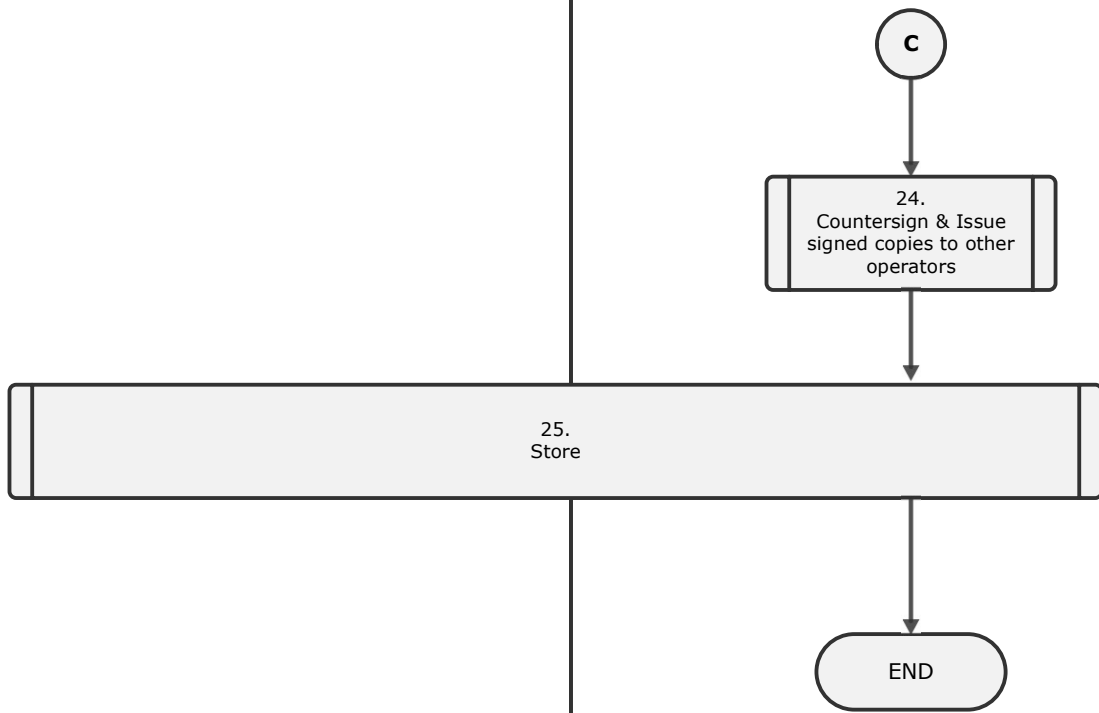 C
24.
Countersign & Issue
signed copies to other
operators
25.
Store
END